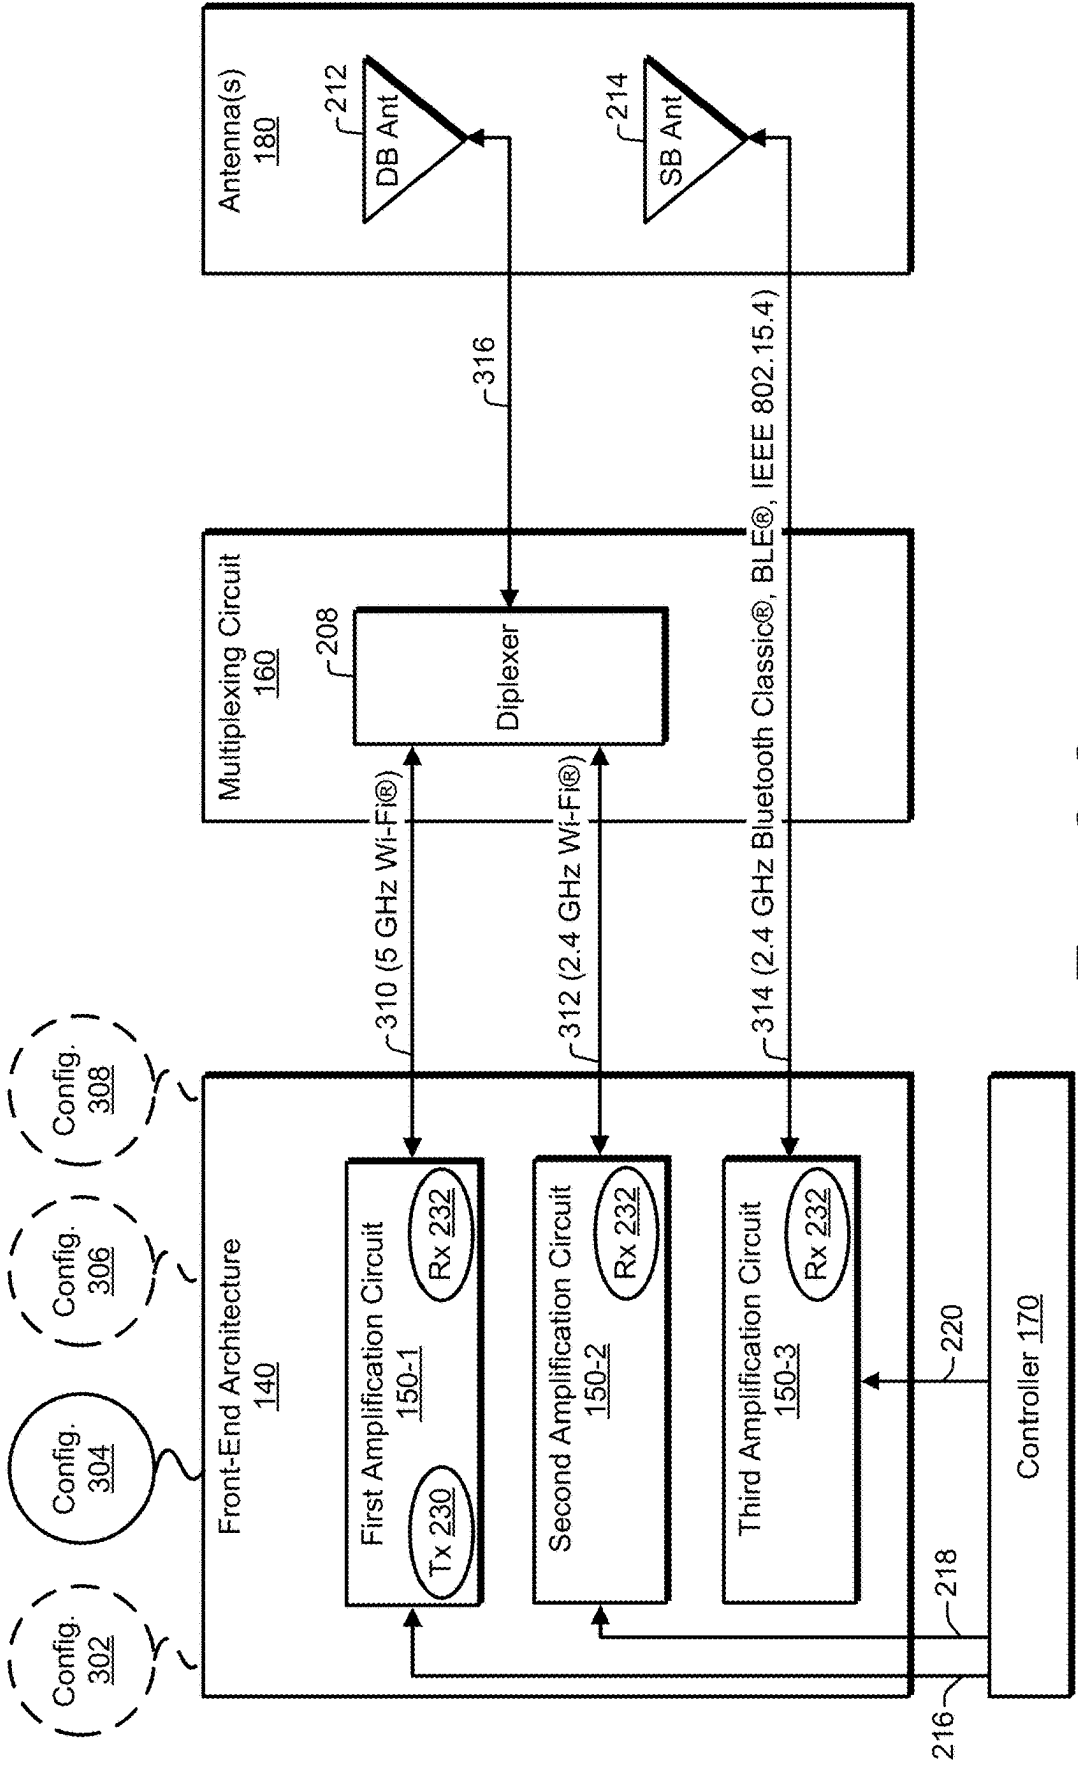 Config.
302
Config.
304
Config.
306
Config.
308
Front-End Architecture
140
First Amplification Circuit
150-1
Tx 230
Rx 232
Second Amplification Circuit
150-2
Rx 232
Third Amplification Circuit
150-3
Rx 232
216
218
220
Controller 170
310 (5 GHz Wi-Fi®)
312 (2.4 GHz Wi-Fi®)
314 (2.4 GHz Bluetooth Classic®, BLE®, IEEE 802.15.4)
Multiplexing Circuit
160
208
Diplexer
316
Antenna(s)
180
212
DB Ant
214
SB Ant